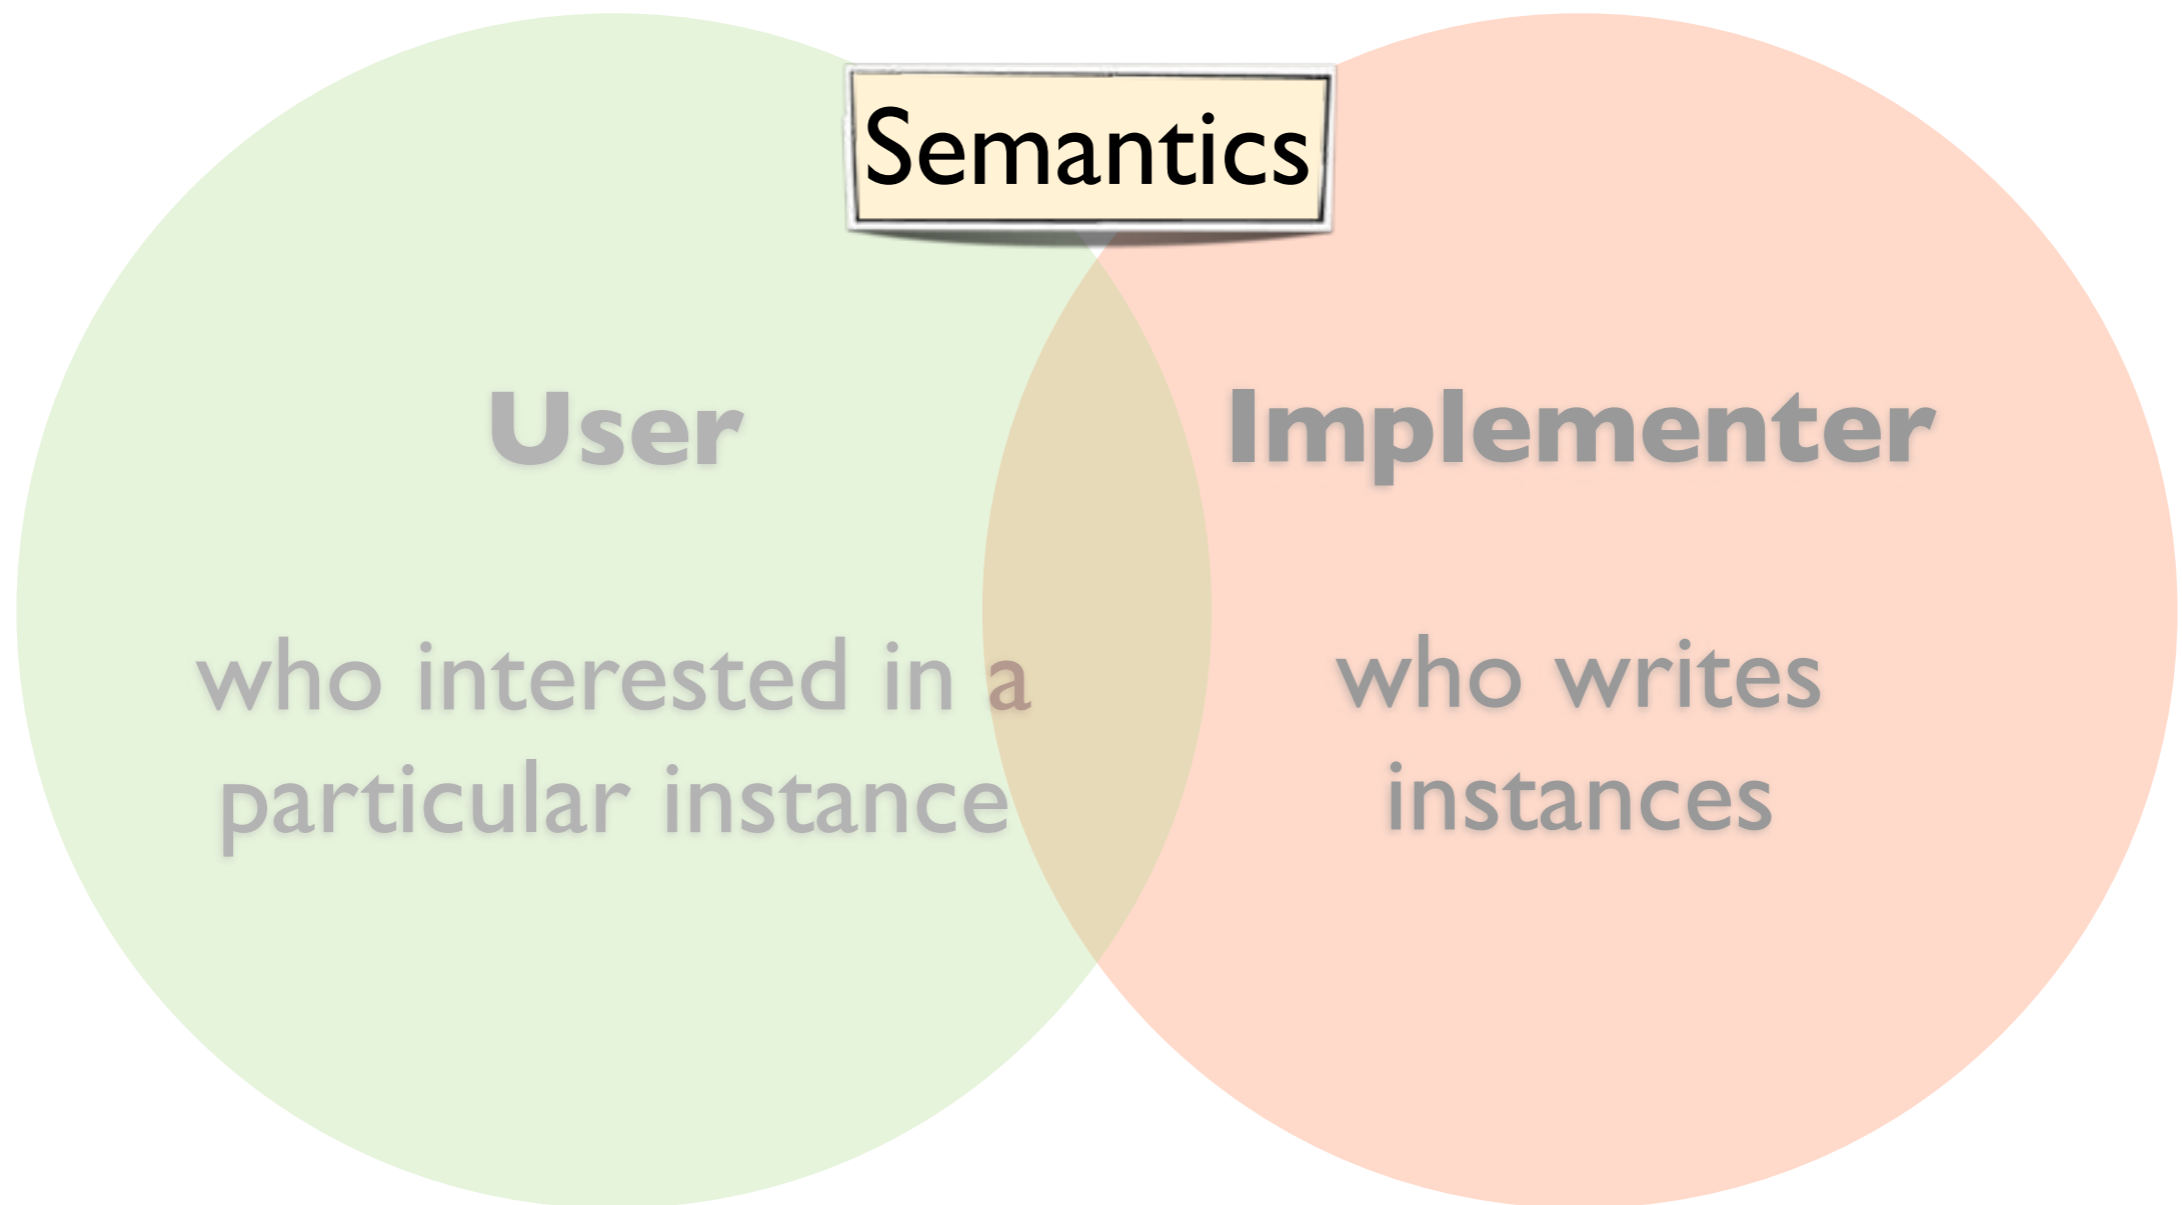 Semantics
User
who interested in a
particular instance
Implementer
who writes
instances